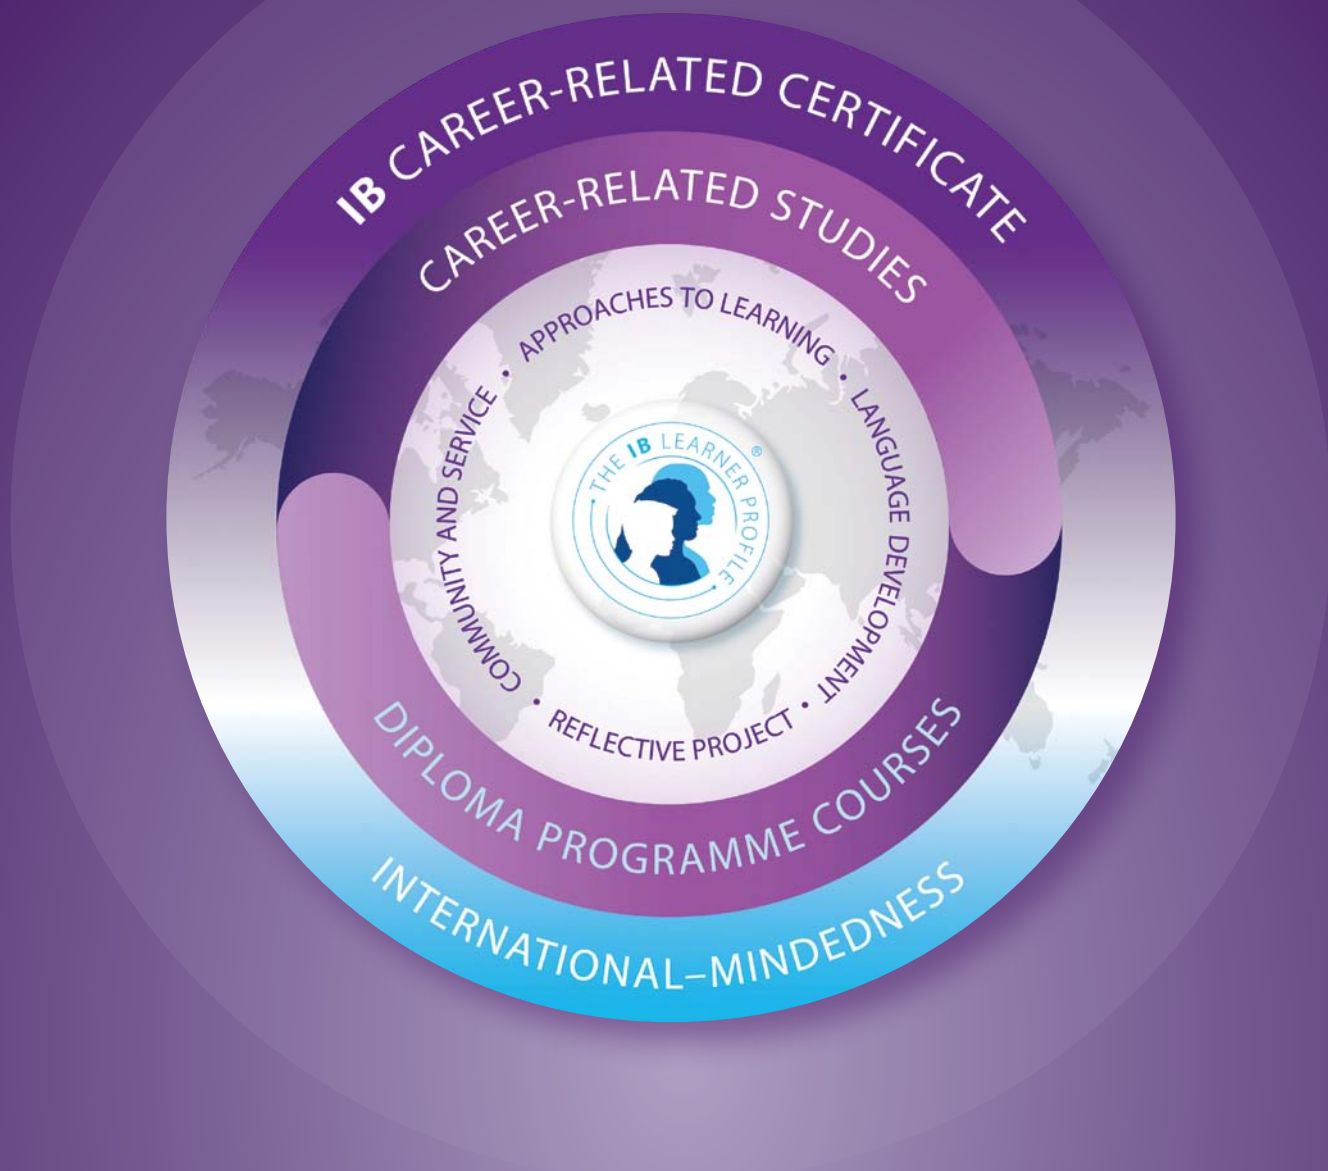 IB CAREER-RELATED CERTIFICATE
CAREER-RELATED STUDIES
APPROACHES TO LEARNING •
LANGUAGE DEVELOPMENT •
REFLECTIVE PROJECT •
COMMUNITY AND SERVICE •
THE IB LEARNER PROFILE ®
DIPLOMA PROGRAMME COURSES
INTERNATIONAL–MINDEDNESS